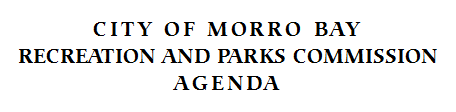 CITY OF MORRO BAY
RECREATION AND PARKS COMMISSION
AGENDA